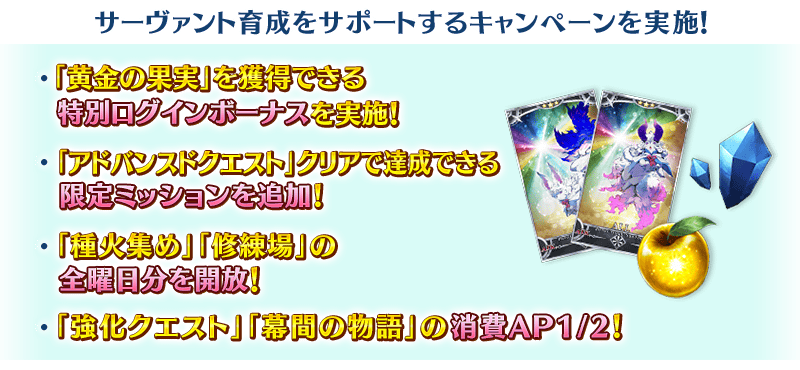 サーヴァント育成をサポートするキャンペーンを実施!
・「黄金の果実」を獲得できる
特別ログインボーナスを実施!
・「アドバンスドクエスト」クリアで達成できる
限定ミッションを追加!
・「種火集め」「修練場」の
全曜日分を開放!
・「強化クエスト」「幕間の物語」の消費AP1/2!